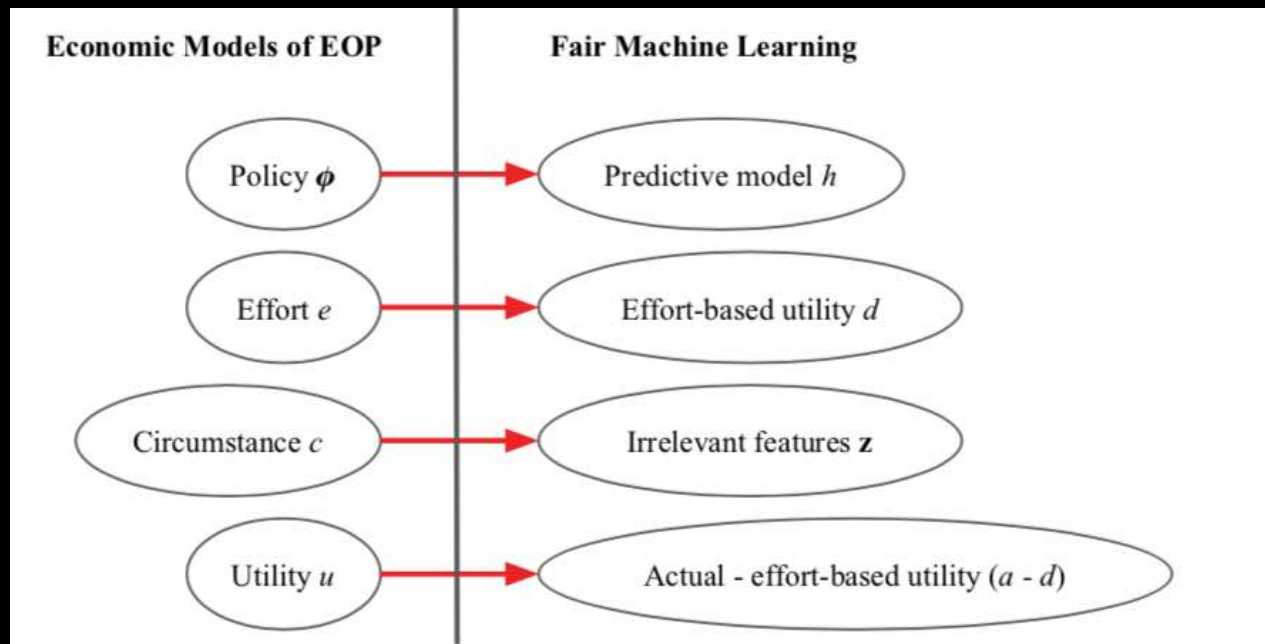 Economic Models of EOP
Fair Machine Learning
Policy ϕ
Predictive model h
Effort e
Effort-based utility d
Circumstance c
Irrelevant features z
Utility u
Actual - effort-based utility (a - d)